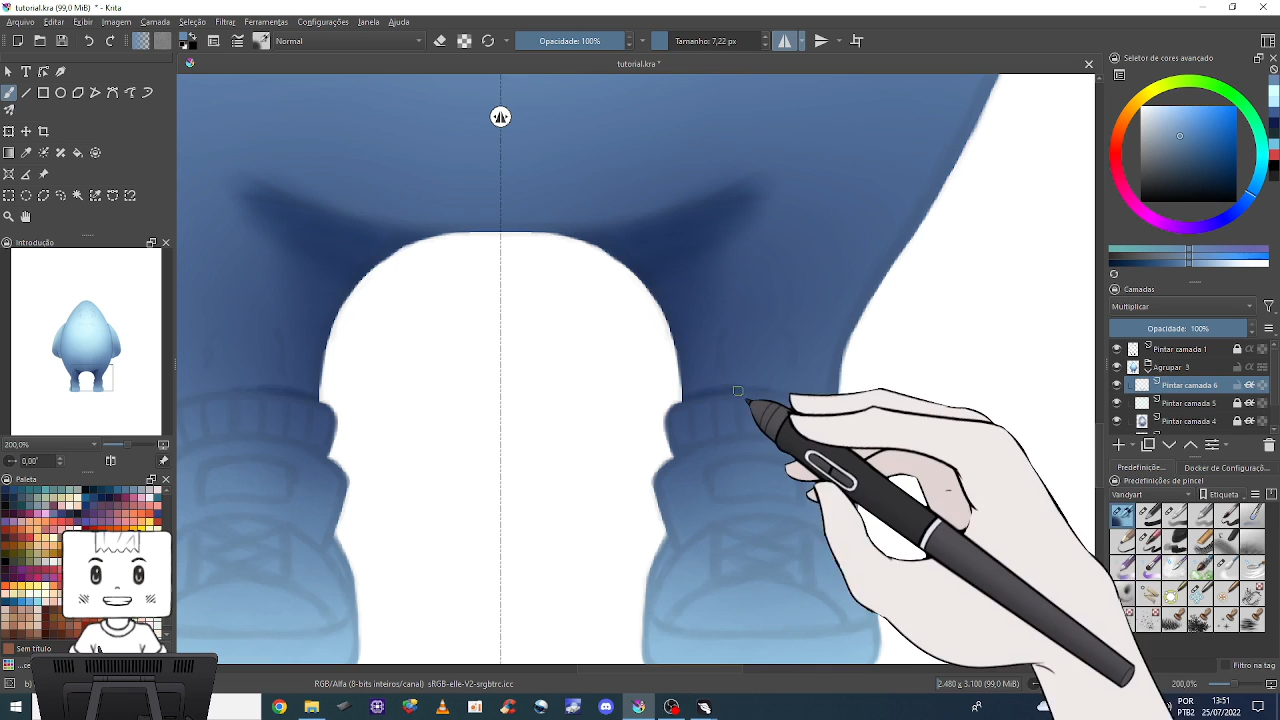 tutorial.kra (99,0 MiB) * - Krita
Arquivo Editar Exibir Imagem Camada Seleção Filtrar Ferramentas Configurações Janela Ajuda
Normal Opacidade: 100% Tamanho: 7,22 px
tutorial.kra *
Seletor de cores avançado
Introdução
Camadas
Multiplicar
Opacidade: 100%
Pintar camada 1
Agrupar 3
Pintar camada 6
Pintar camada 5
Pintar camada 4
200,0%
0,00°
Predefiniçõe... Docker de Configuraçõ...
Paleta
Predefinições de pincel
Vandyart Etiqueta
Sem título
Filtro na tag
RGB/Alfa (8-bits inteiros/canal) sRGB-elle-V2-srgbtrc.icc
2.480 x 3.100 (99,0 MiB)
200,0%
POR
PTB2
13:51
25/07/2022